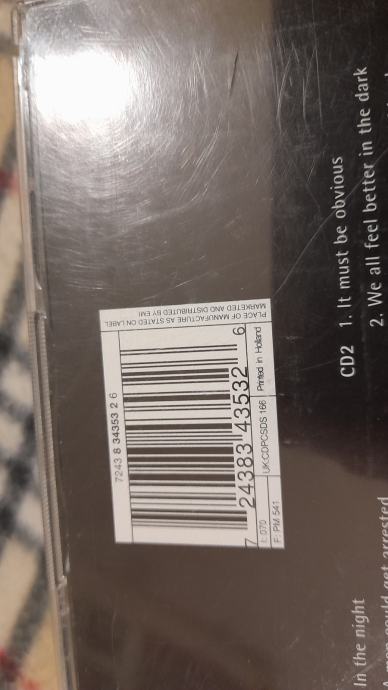 7243 8 34353 2 6
7 24383 43532 6
PLACE OF MANUFACTURE AS STATED ON LABEL
MARKETED AND DISTRIBUTED BY EMI
I: 070
UK:CDPCSDS 166
Printed in Holland
F: PM 541
CD2 1. It must be obvious
2. We all feel better in the dark
In the night